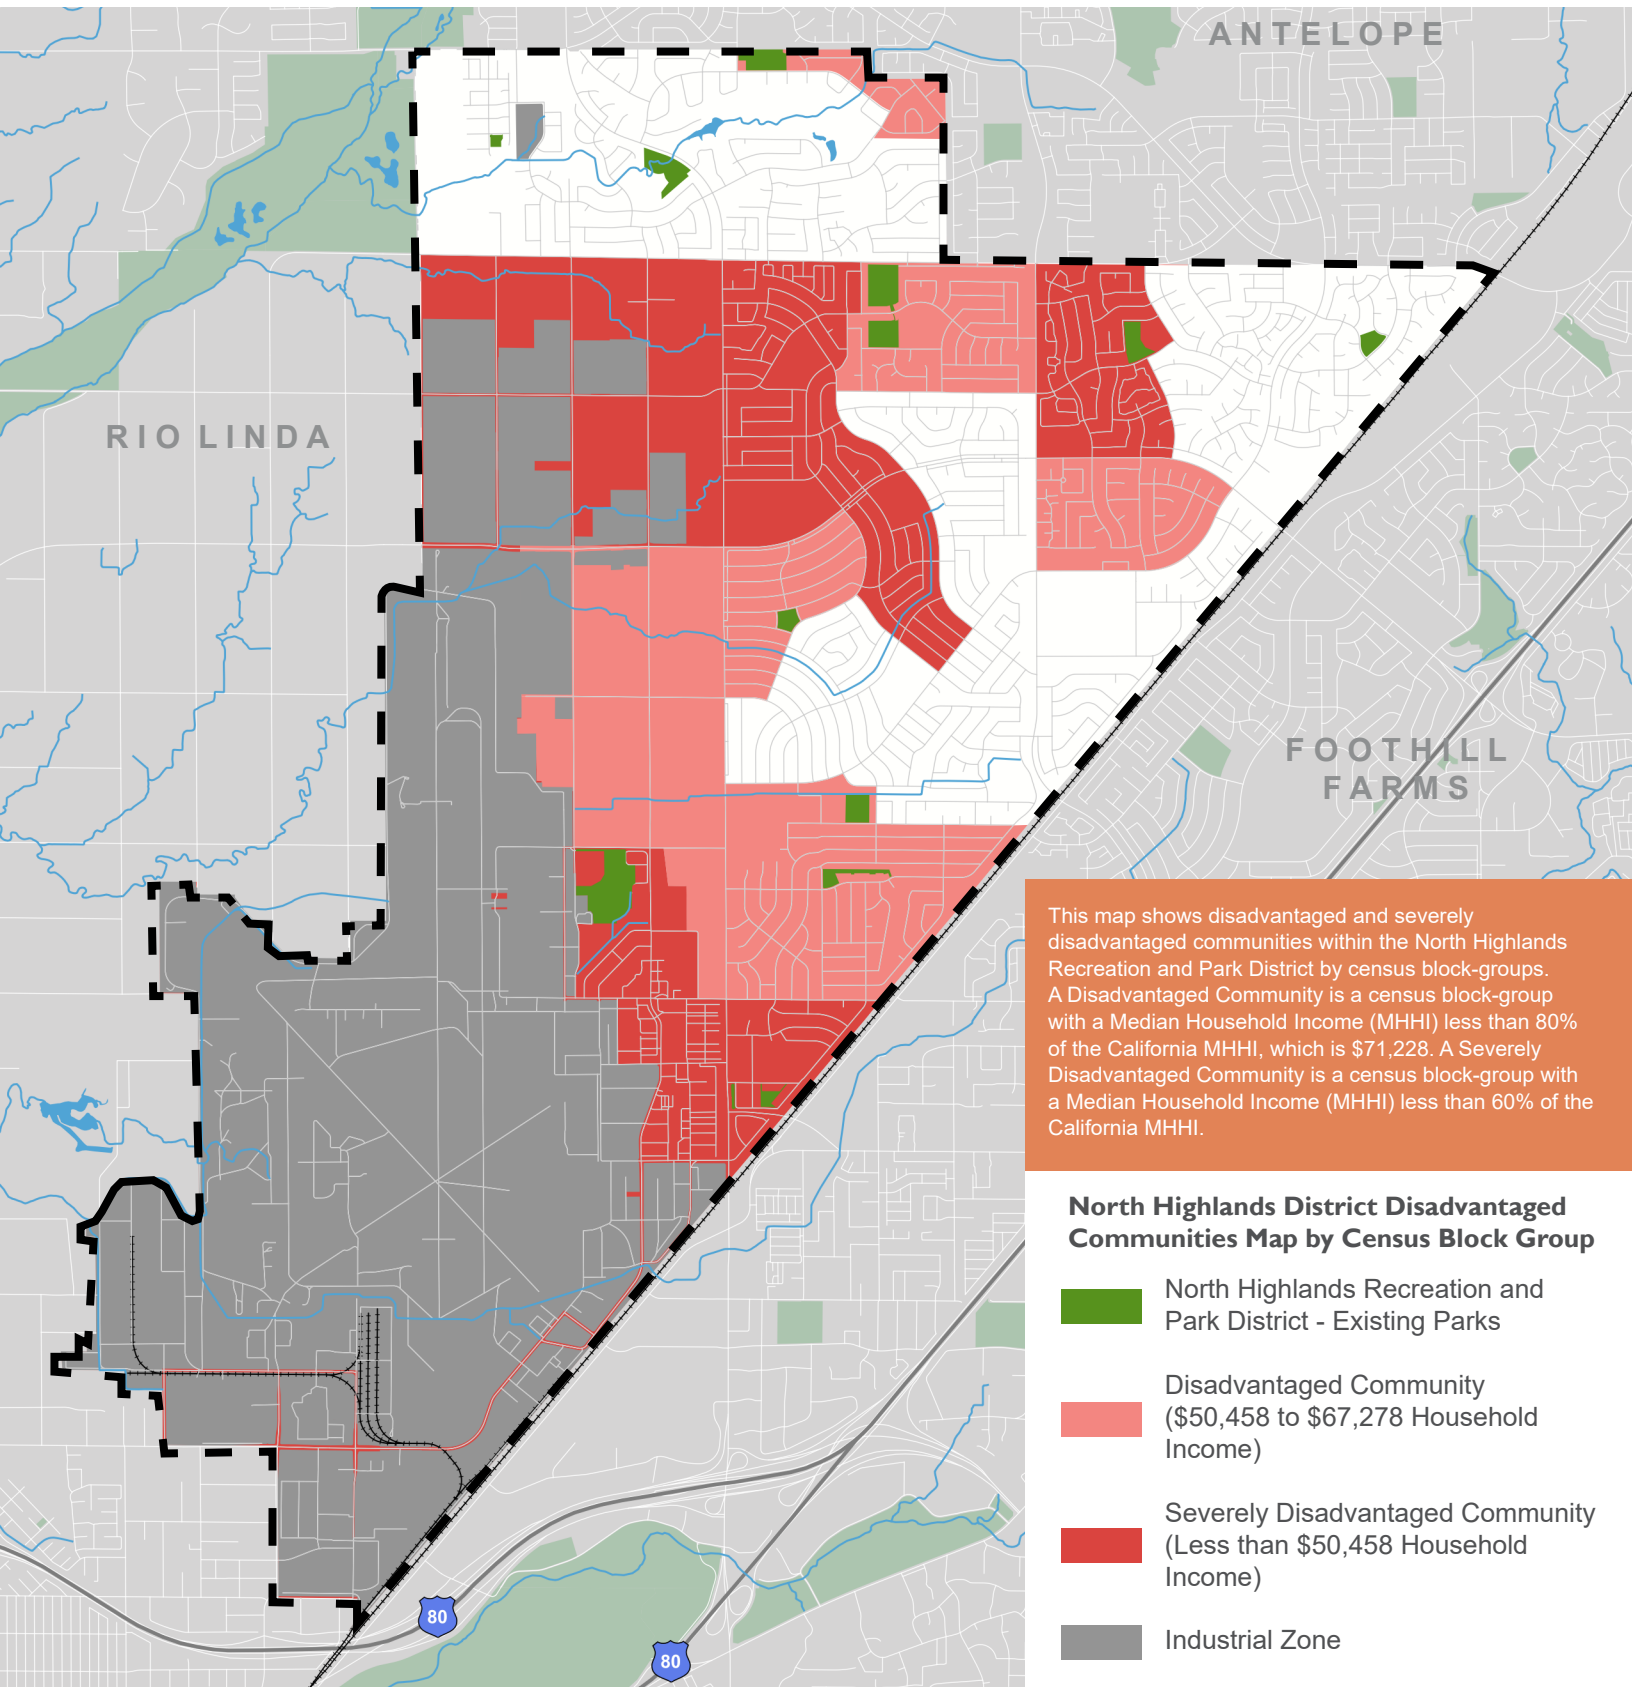 ANTELOPE
RIO LINDA
FOOTHILL
FARMS
This map shows disadvantaged and severely
disadvantaged communities within the North Highlands
Recreation and Park District by census block-groups.
A Disadvantaged Community is a census block-group
with a Median Household Income (MHHI) less than 80%
of the California MHHI, which is $71,228. A Severely
Disadvantaged Community is a census block-group with
a Median Household Income (MHHI) less than 60% of the
California MHHI.
North Highlands District Disadvantaged
Communities Map by Census Block Group
North Highlands Recreation and
Park District - Existing Parks
Disadvantaged Community
($50,458 to $67,278 Household
Income)
Severely Disadvantaged Community
(Less than $50,458 Household
Income)
Industrial Zone
80
80